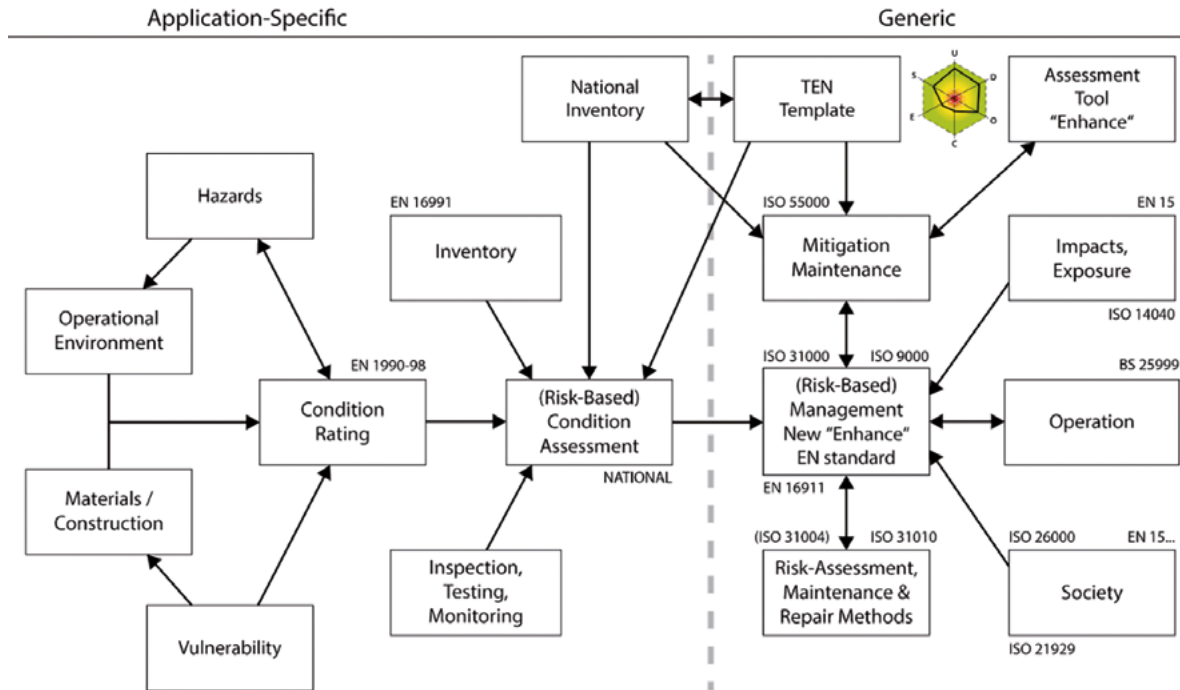 Application-Specific
Generic
National
Inventory
TEN
Template
U
D
O
C
E
S
Assessment
Tool
"Enhance"
Hazards
EN 16991
Inventory
ISO 55000
Mitigation
Maintenance
EN 15
Impacts,
Exposure
ISO 14040
Operational
Environment
EN 1990-98
Condition
Rating
(Risk-Based)
Condition
Assessment
NATIONAL
ISO 31000
ISO 9000
(Risk-Based)
Management
New "Enhance"
EN standard
EN 16911
BS 25999
Operation
Materials /
Construction
Inspection,
Testing,
Monitoring
(ISO 31004)
ISO 31010
Risk-Assessment,
Maintenance &
Repair Methods
ISO 26000
EN 15...
Society
ISO 21929
Vulnerability